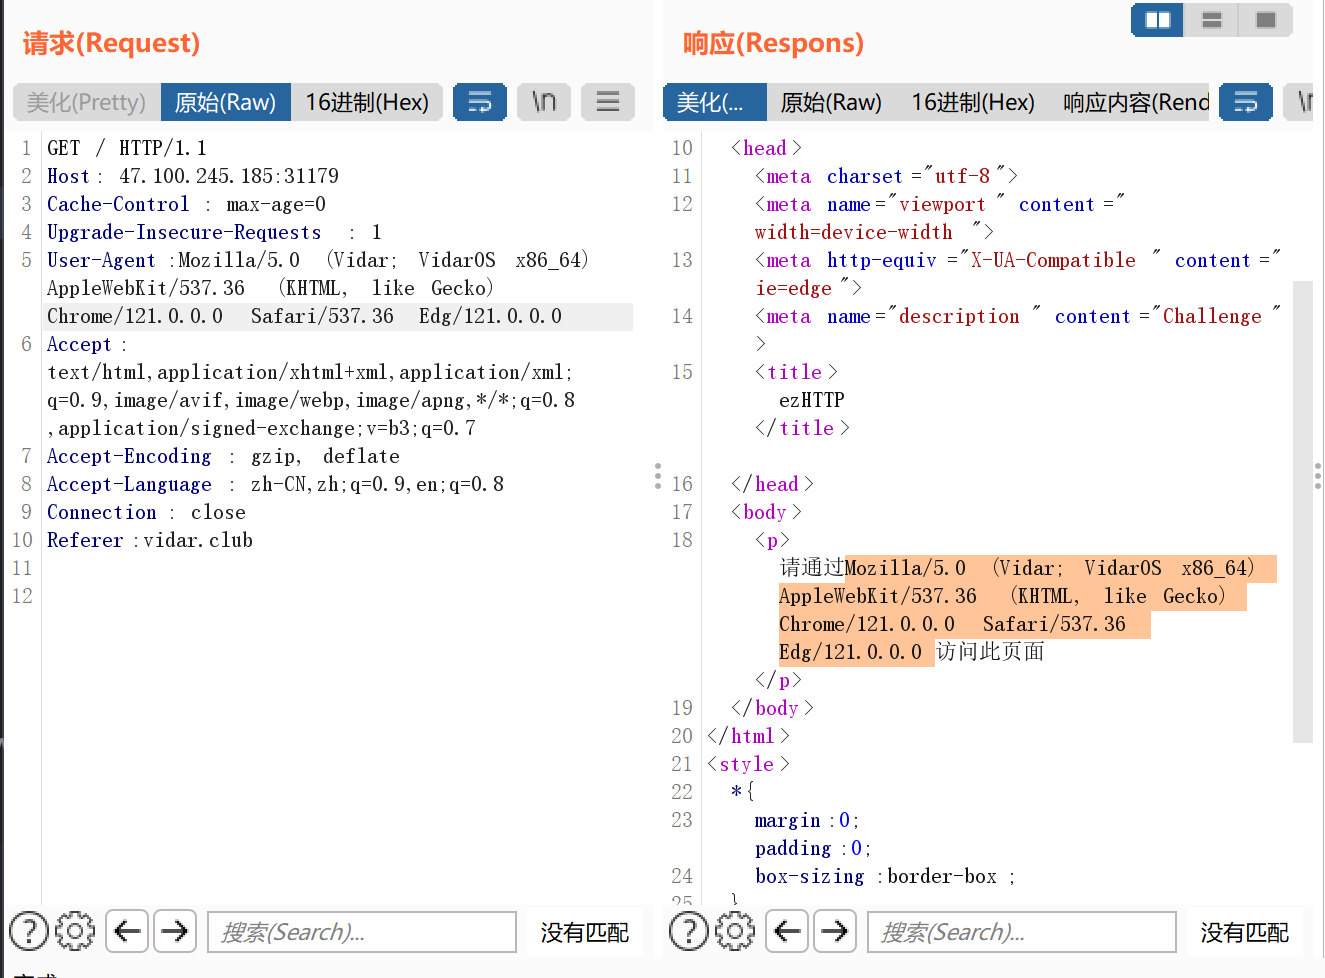 请求(Request)
美化(Pretty) 原始(Raw) 16进制(Hex) \n
1 GET / HTTP/1.1
2 Host: 47.100.245.185:31179
3 Cache-Control: max-age=0
4 Upgrade-Insecure-Requests: 1
5 User-Agent:Mozilla/5.0 (Vidar; VidarOS x86_64)
AppleWebKit/537.36 (KHTML, like Gecko)
Chrome/121.0.0.0 Safari/537.36 Edg/121.0.0.0
6 Accept:
text/html,application/xhtml+xml,application/xml;
q=0.9,image/avif,image/webp,image/apng,*/*;q=0.8
,application/signed-exchange;v=b3;q=0.7
7 Accept-Encoding: gzip, deflate
8 Accept-Language: zh-CN,zh;q=0.9,en;q=0.8
9 Connection: close
10 Referer:vidar.club
11
12
搜索(Search)... 没有匹配
响应(Respons)
美化(... 原始(Raw) 16进制(Hex) 响应内容(Rend
10 <head>
11 <meta charset="utf-8">
12 <meta name="viewport" content="
width=device-width">
13 <meta http-equiv="X-UA-Compatible" content="
ie=edge">
14 <meta name="description" content="Challenge"
>
15 <title>
ezHTTP
</title>
16 </head>
17 <body>
18 <p>
请通过Mozilla/5.0 (Vidar; VidarOS x86_64)
AppleWebKit/537.36 (KHTML, like Gecko)
Chrome/121.0.0.0 Safari/537.36
Edg/121.0.0.0访问此页面
</p>
19 </body>
20 </html>
21 <style>
22 *{
23 margin:0;
padding:0;
24 box-sizing:border-box;
25 }
搜索(Search)... 没有匹配